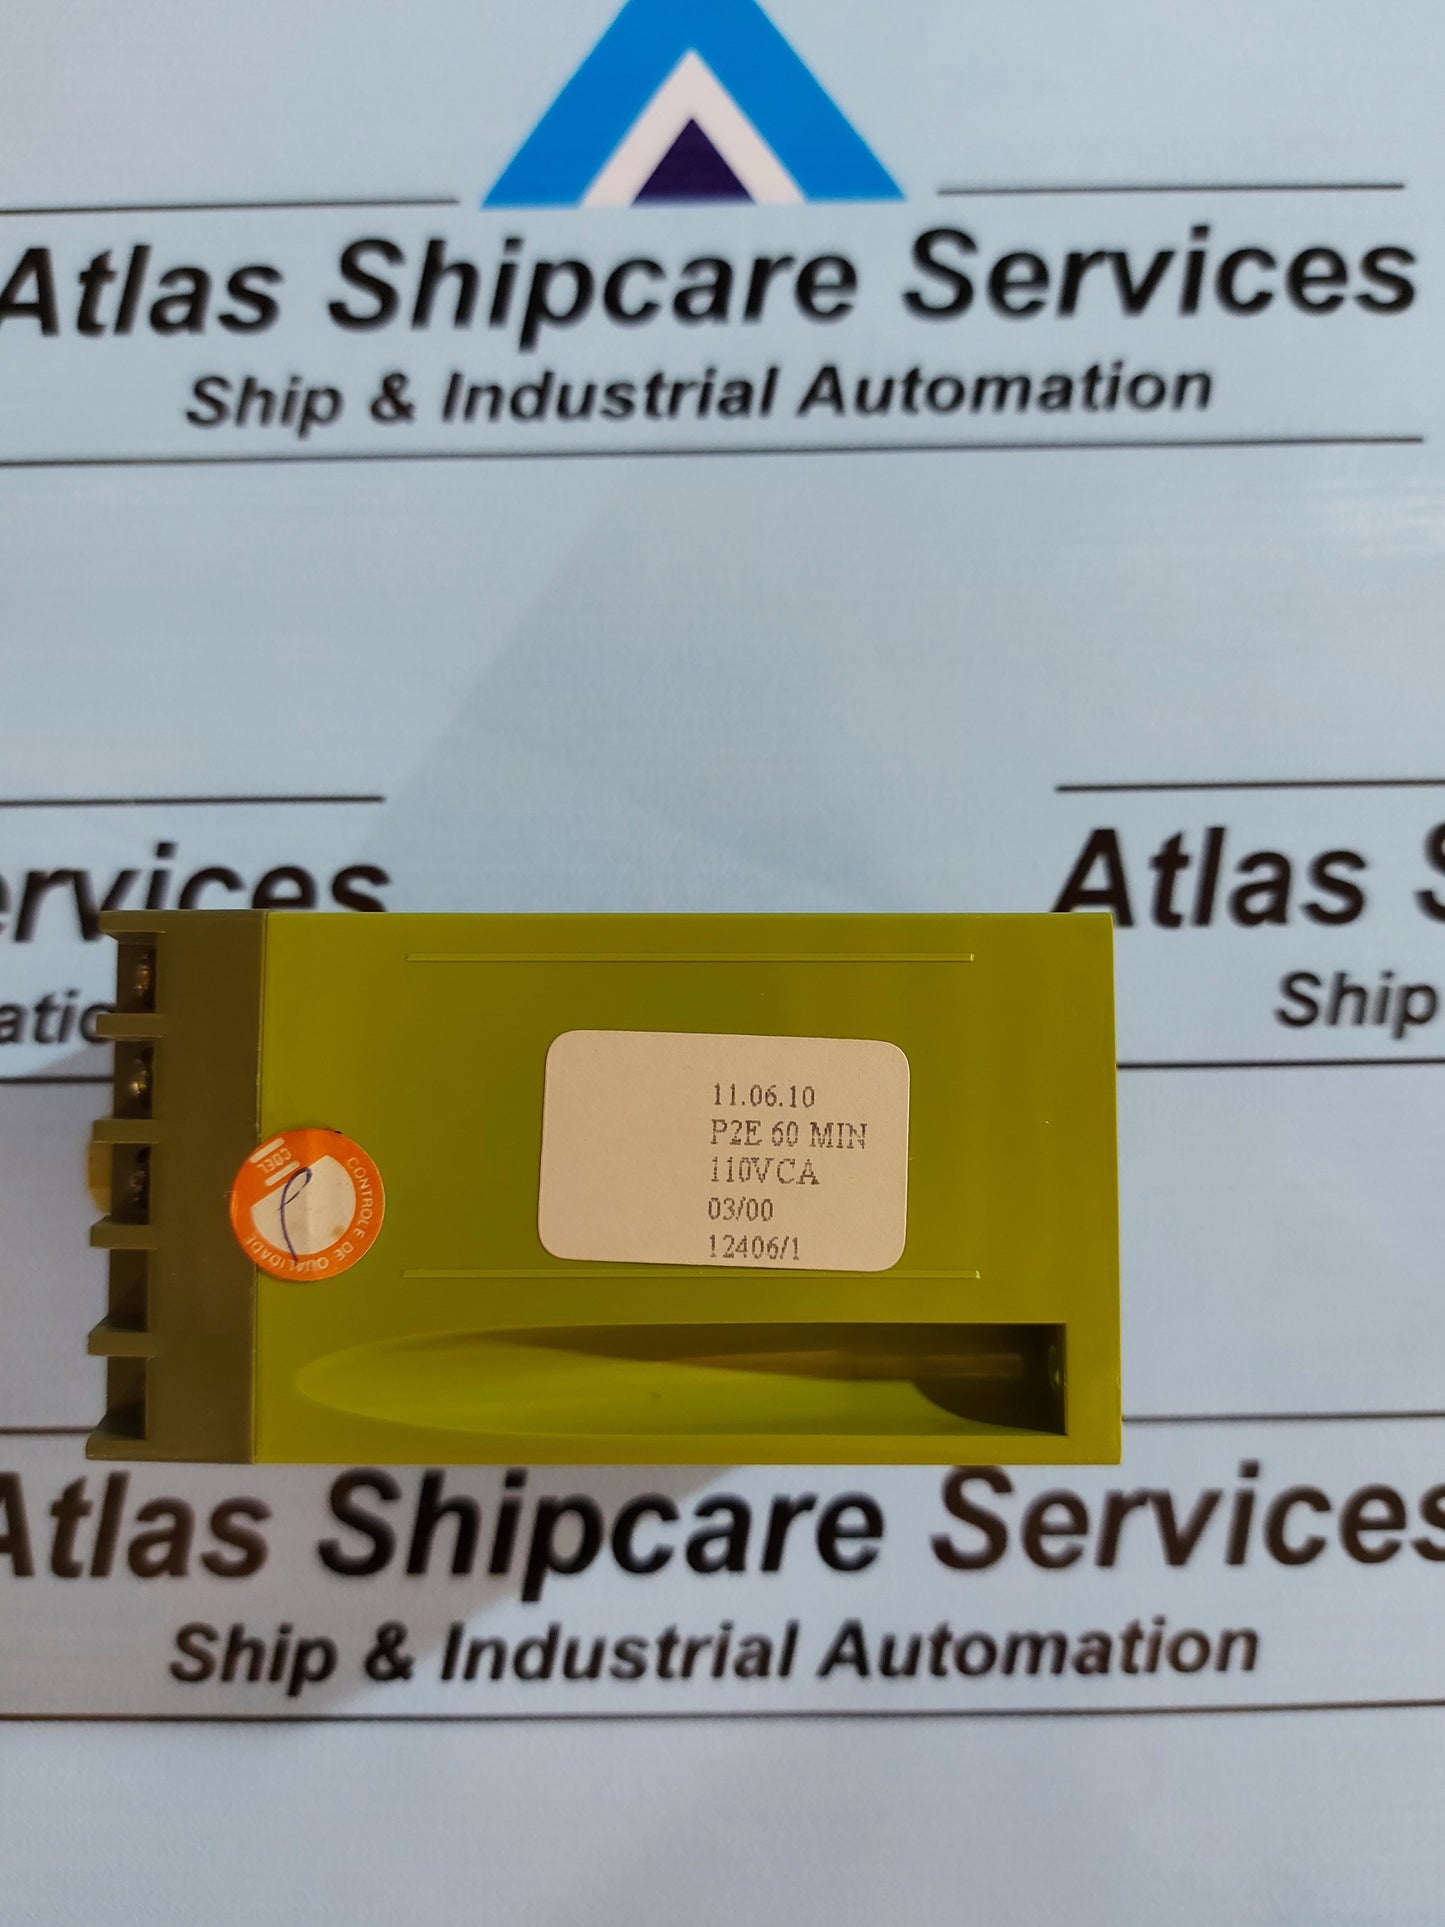 Atlas Shipcare Services
Ship & Industrial Automation
ervices
Atlas S
atio
Ship
11.06.10
P2E 60 MIN
110VCA
03/00
12406/1
COEL
CONTROLE DE QUALIDADE
Atlas Shipcare Services
Ship & Industrial Automation